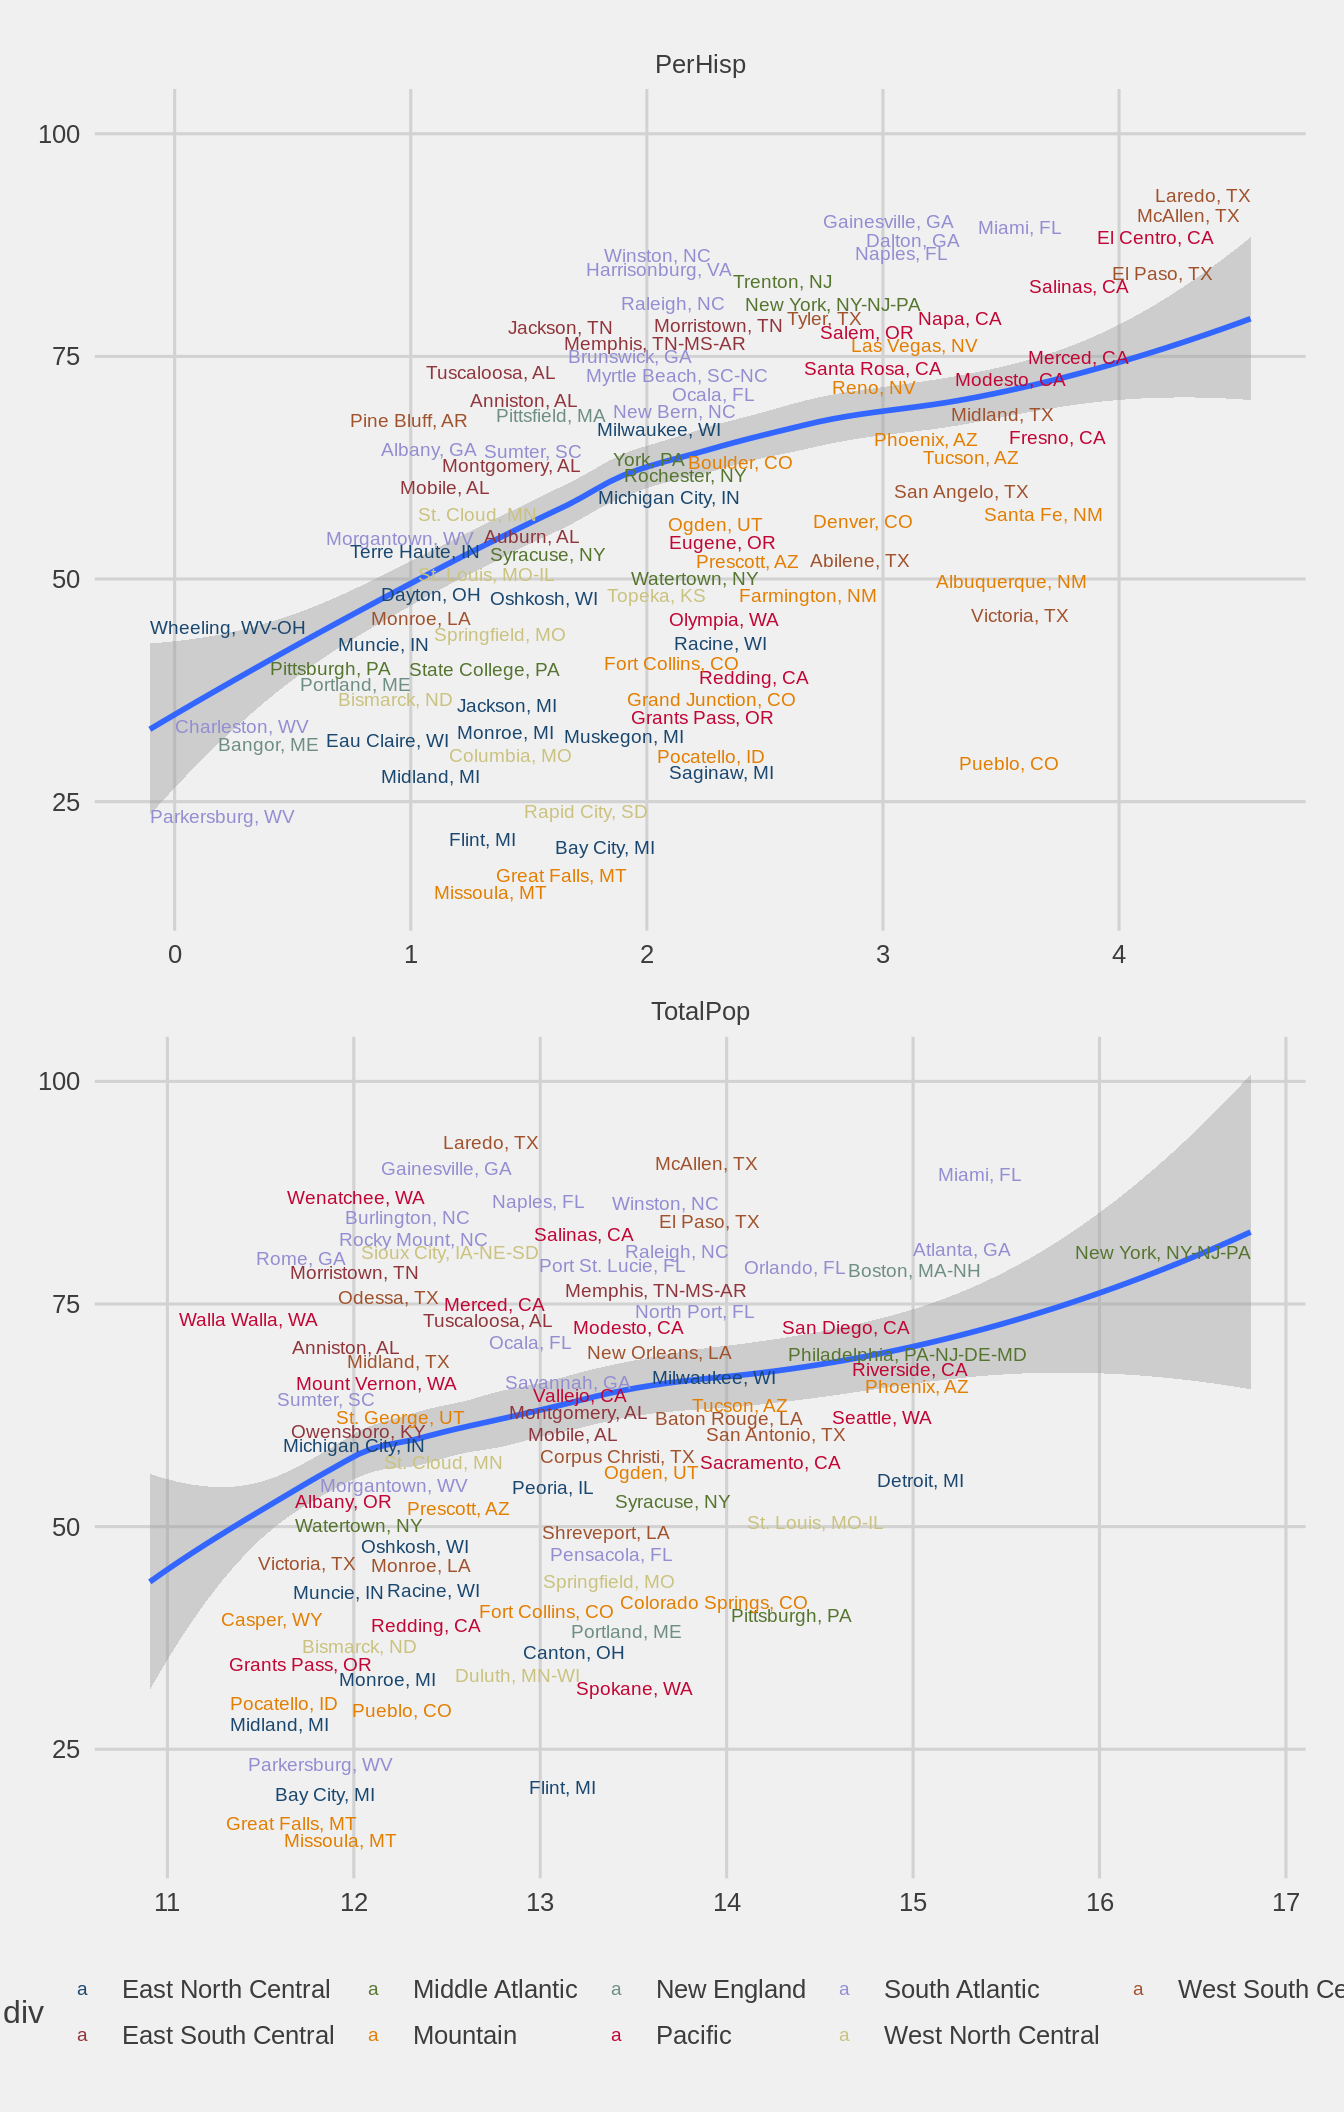 PerHisp
100
Laredo, TX
McAllen, TX
Gainesville, GA
Miami, FL
El Centro, CA
Dalton, GA
Naples, FL
Winston, NC
Harrisonburg, VA
El Paso, TX
Trenton, NJ
Salinas, CA
Raleigh, NC
New York, NY-NJ-PA
Tyler, TX
Napa, CA
Jackson, TN
Morristown, TN
Salem, OR
Memphis, TN-MS-AR
Las Vegas, NV
75
Brunswick, GA
Merced, CA
Santa Rosa, CA
Tuscaloosa, AL
Myrtle Beach, SC-NC
Modesto, CA
Reno, NV
Ocala, FL
Anniston, AL
New Bern, NC
Pittsfield, MA
Midland, TX
Pine Bluff, AR
Milwaukee, WI
Phoenix, AZ
Fresno, CA
Albany, GA
Sumter, SC
Tucson, AZ
York, PA
Boulder, CO
Montgomery, AL
Rochester, NY
Mobile, AL
San Angelo, TX
Michigan City, IN
St. Cloud, MN
Santa Fe, NM
Denver, CO
Ogden, UT
Morgantown, WV
Auburn, AL
Eugene, OR
Terre Haute, IN
Syracuse, NY
Prescott, AZ
Abilene, TX
St. Louis, MO-IL
50
Watertown, NY
Albuquerque, NM
Dayton, OH
Oshkosh, WI
Topeka, KS
Farmington, NM
Monroe, LA
Olympia, WA
Victoria, TX
Wheeling, WV-OH
Springfield, MO
Muncie, IN
Racine, WI
Fort Collins, CO
Pittsburgh, PA
State College, PA
Redding, CA
Portland, ME
Bismarck, ND
Grand Junction, CO
Jackson, MI
Grants Pass, OR
Charleston, WV
Monroe, MI
Muskegon, MI
Eau Claire, WI
Bangor, ME
Columbia, MO
Pocatello, ID
Pueblo, CO
Midland, MI
Saginaw, MI
25
Parkersburg, WV
Rapid City, SD
Flint, MI
Bay City, MI
Great Falls, MT
Missoula, MT
0 1 2 3 4
TotalPop
100
Laredo, TX
McAllen, TX
Gainesville, GA
Miami, FL
Wenatchee, WA
Naples, FL
Winston, NC
Burlington, NC
El Paso, TX
Salinas, CA
Rocky Mount, NC
Sioux City, IA-NE-SD
Raleigh, NC
Atlanta, GA
New York, NY-NJ-PA
Rome, GA
Port St. Lucie, FL
Orlando, FL
Boston, MA-NH
Morristown, TN
Memphis, TN-MS-AR
Odessa, TX
75
Merced, CA
North Port, FL
Walla Walla, WA
Tuscaloosa, AL
Modesto, CA
San Diego, CA
Ocala, FL
Anniston, AL
New Orleans, LA
Philadelphia, PA-NJ-DE-MD
Midland, TX
Riverside, CA
Milwaukee, WI
Mount Vernon, WA
Savannah, GA
Phoenix, AZ
Vallejo, CA
Sumter, SC
Tucson, AZ
Montgomery, AL
St. George, UT
Baton Rouge, LA
Seattle, WA
Owensboro, KY
Mobile, AL
San Antonio, TX
Michigan City, IN
Corpus Christi, TX
St. Cloud, MN
Sacramento, CA
Ogden, UT
Detroit, MI
Morgantown, WV
Peoria, IL
Albany, OR
Syracuse, NY
Prescott, AZ
Watertown, NY
50
St. Louis, MO-IL
Shreveport, LA
Oshkosh, WI
Pensacola, FL
Victoria, TX
Monroe, LA
Springfield, MO
Muncie, IN
Racine, WI
Colorado Springs, CO
Fort Collins, CO
Pittsburgh, PA
Casper, WY
Redding, CA
Portland, ME
Bismarck, ND
Canton, OH
Grants Pass, OR
Duluth, MN-WI
Monroe, MI
Spokane, WA
Pocatello, ID
Pueblo, CO
Midland, MI
25
Parkersburg, WV
Flint, MI
Bay City, MI
Great Falls, MT
Missoula, MT
11 12 13 14 15 16 17
div
a East North Central a Middle Atlantic a New England a South Atlantic a West South Ce
a East South Central a Mountain a Pacific a West North Central